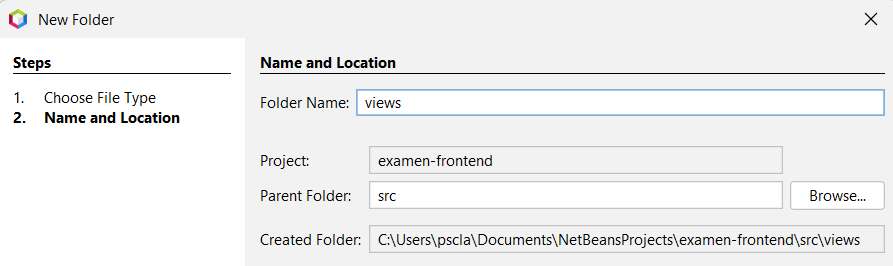 New Folder
Steps
1. Choose File Type
2. Name and Location
Name and Location
Folder Name: views
Project: examen-frontend
Parent Folder: src Browse...
Created Folder: C:\Users\pscla\Documents\NetBeansProjects\examen-frontend\src\views